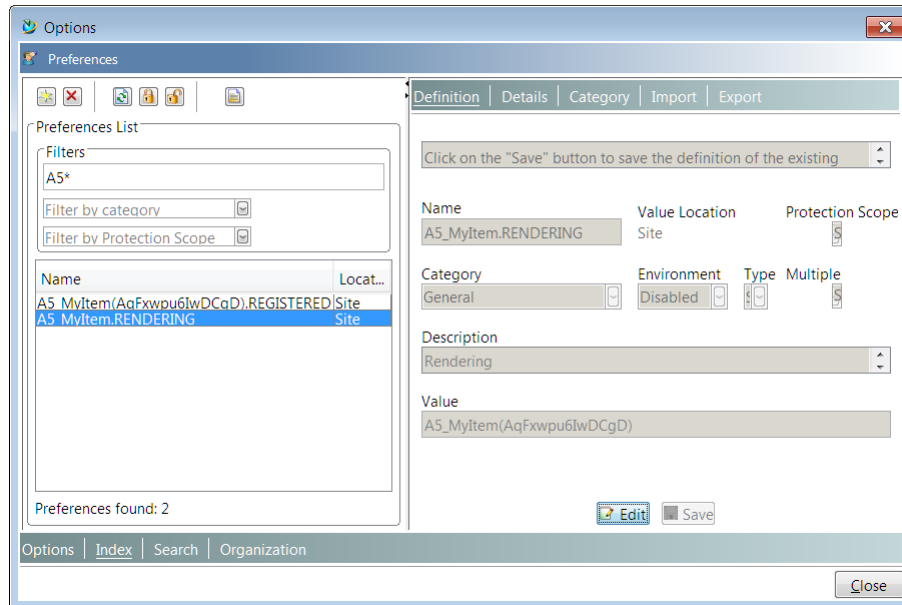 Options
Preferences
Preferences List
Filters
A5*
Filter by category
Filter by Protection Scope
Name Locat...
A5_MyItem(AqFxwpu6IwDCgD).REGISTERED Site
A5_MyItem.RENDERING Site
Preferences found: 2
Definition Details Category Import Export
Click on the "Save" button to save the definition of the existing
Name Value Location Protection Scope
A5_MyItem.RENDERING Site S
Category Environment Type Multiple
General Disabled S S
Description
Rendering
Value
A5_MyItem(AqFxwpu6IwDCgD)
Edit Save
Options Index Search Organization
Close